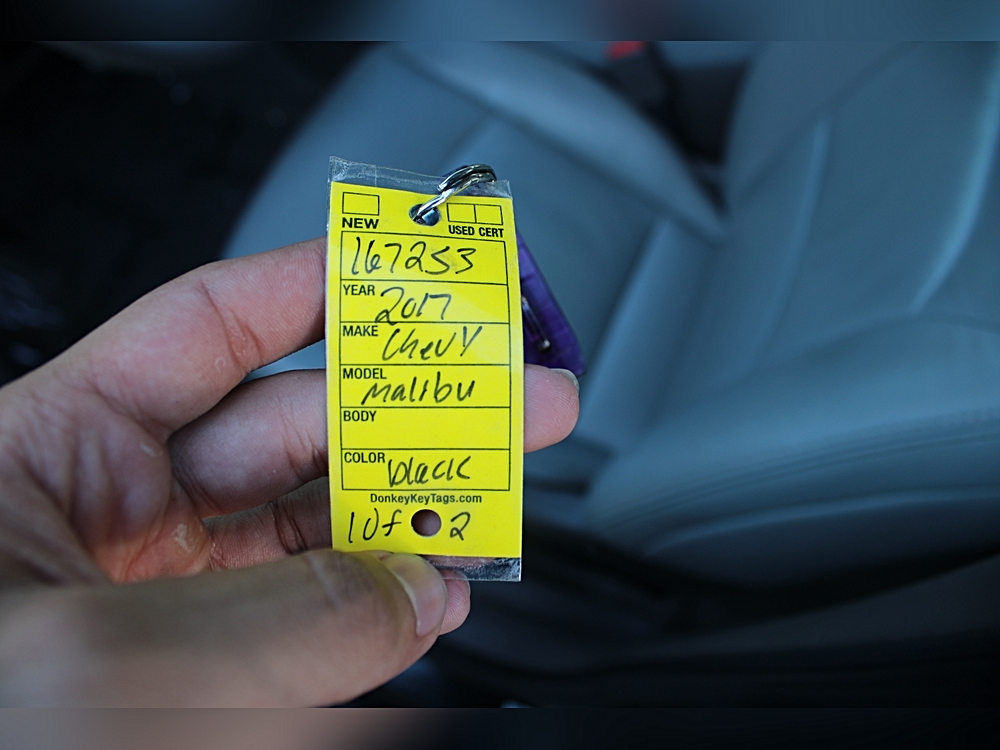 NEW USED CERT
167253
YEAR 2017
MAKE Chevy
MODEL Malibu
BODY
COLOR black
DonkeyKeyTags.com
1 of 2